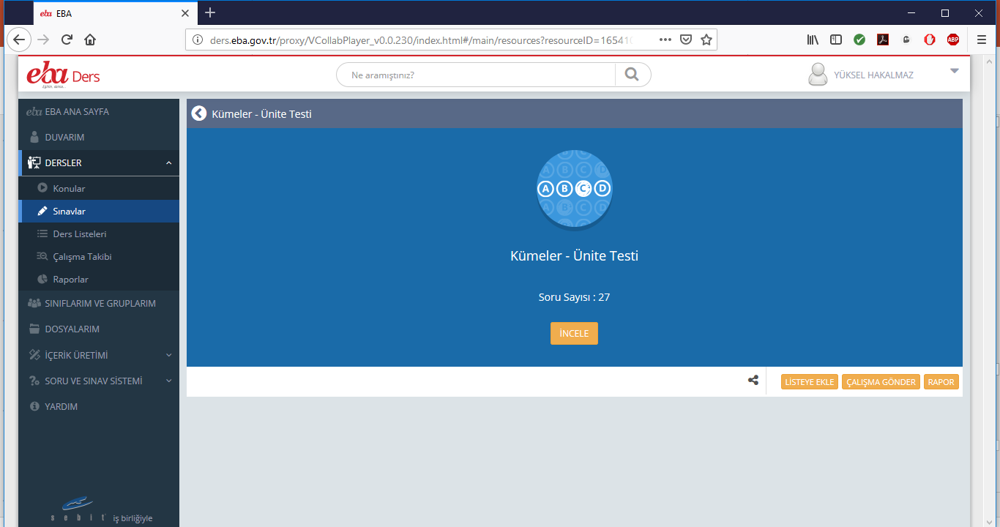 eba EBA
ders.eba.gov.tr/proxy/VCollabPlayer_v0.0.230/index.html#/main/resources?resourceID=16541
ABP
eba Ders
Ne aramıştınız?
YÜKSEL HAKALMAZ
eba EBA ANA SAYFA
DUVARIM
DERSLER
Konular
Sınavlar
Ders Listeleri
Çalışma Takibi
Raporlar
SINIFLARIM VE GRUPLARIM
DOSYALARIM
İÇERİK ÜRETİMİ
SORU VE SINAV SİSTEMİ
YARDIM
sebit iş birliğiyle
Kümeler - Ünite Testi
A B C D
A B C D
A B C D
Kümeler - Ünite Testi
Soru Sayısı : 27
İNCELE
LİSTEYE EKLE ÇALIŞMA GÖNDER RAPOR